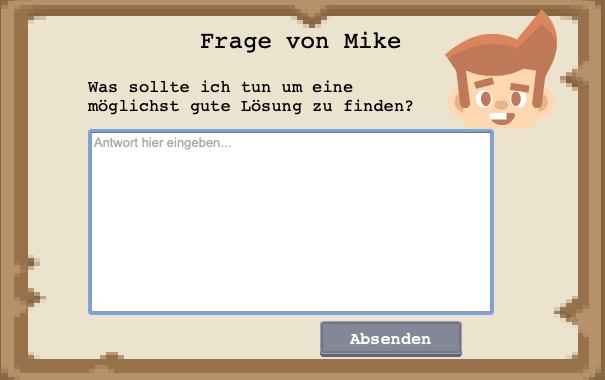 Frage von Mike
Was sollte ich tun um eine
möglichst gute Lösung zu finden?
Antwort hier eingeben...
Absenden